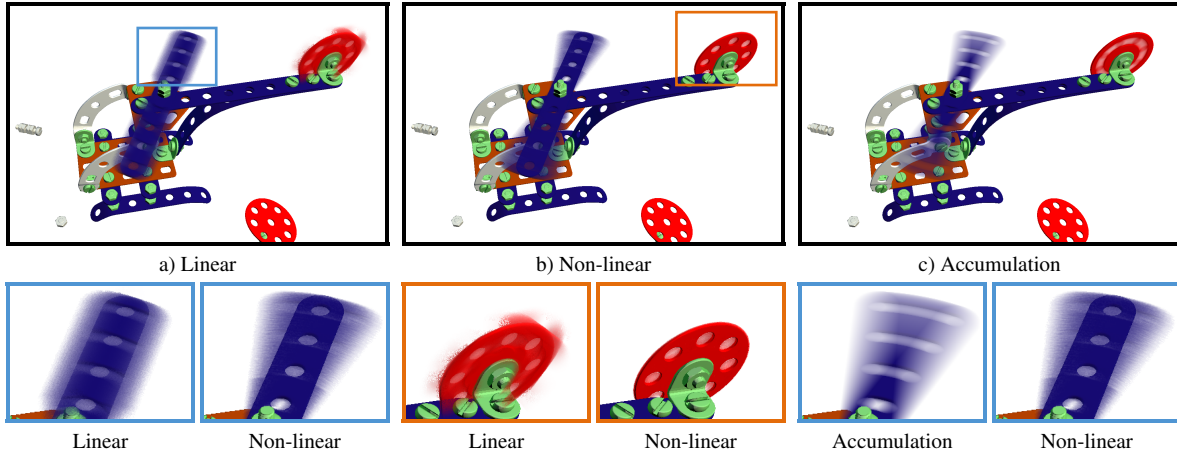 a) Linear
b) Non-linear
c) Accumulation
Linear
Non-linear
Linear
Non-linear
Accumulation
Non-linear